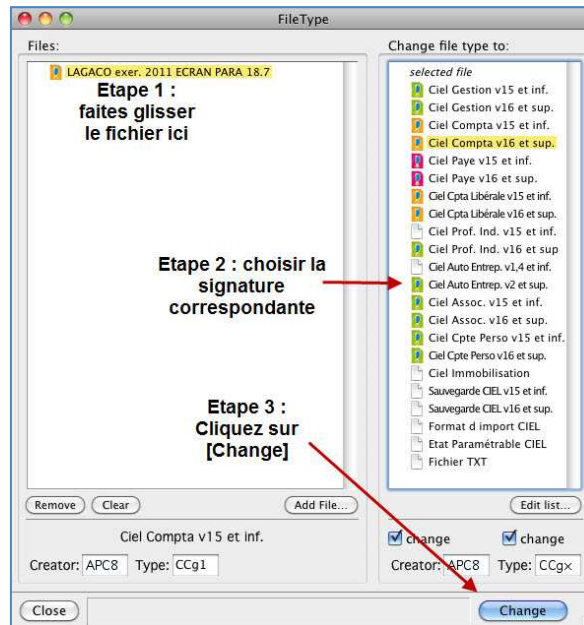 FileType
Files:
LAGACO exer. 2011 ECRAN PARA 18.7
Etape 1 :
faites glisser
le fichier ici
Etape 2 : choisir la
signature
correspondante
Etape 3 :
Cliquez sur
[Change]
Remove
Clear
Add File...
Ciel Compta v15 et inf.
Creator: APC8 Type: CCg1
Change file type to:
selected file
Ciel Gestion v15 et inf.
Ciel Gestion v16 et sup.
Ciel Compta v15 et inf.
Ciel Compta v16 et sup.
Ciel Paye v15 et inf.
Ciel Paye v16 et sup.
Ciel Cpta Libérale v15 et inf.
Ciel Cpta Libérale v16 et sup.
Ciel Prof. Ind. v15 et inf.
Ciel Prof. Ind. v16 et sup
Ciel Auto Entrep. v1,4 et inf.
Ciel Auto Entrep. v2 et sup.
Ciel Assoc. v15 et inf.
Ciel Assoc. v16 et sup.
Ciel Cpte Perso v15 et inf.
Ciel Cpte Perso v16 et sup.
Ciel Immobilisation
Sauvegarde CIEL v15 et inf.
Sauvegarde CIEL v16 et sup.
Format d import CIEL
Etat Paramétrable CIEL
Fichier TXT
Edit list...
change change
Creator: APC8 Type: CCgx
Close
Change